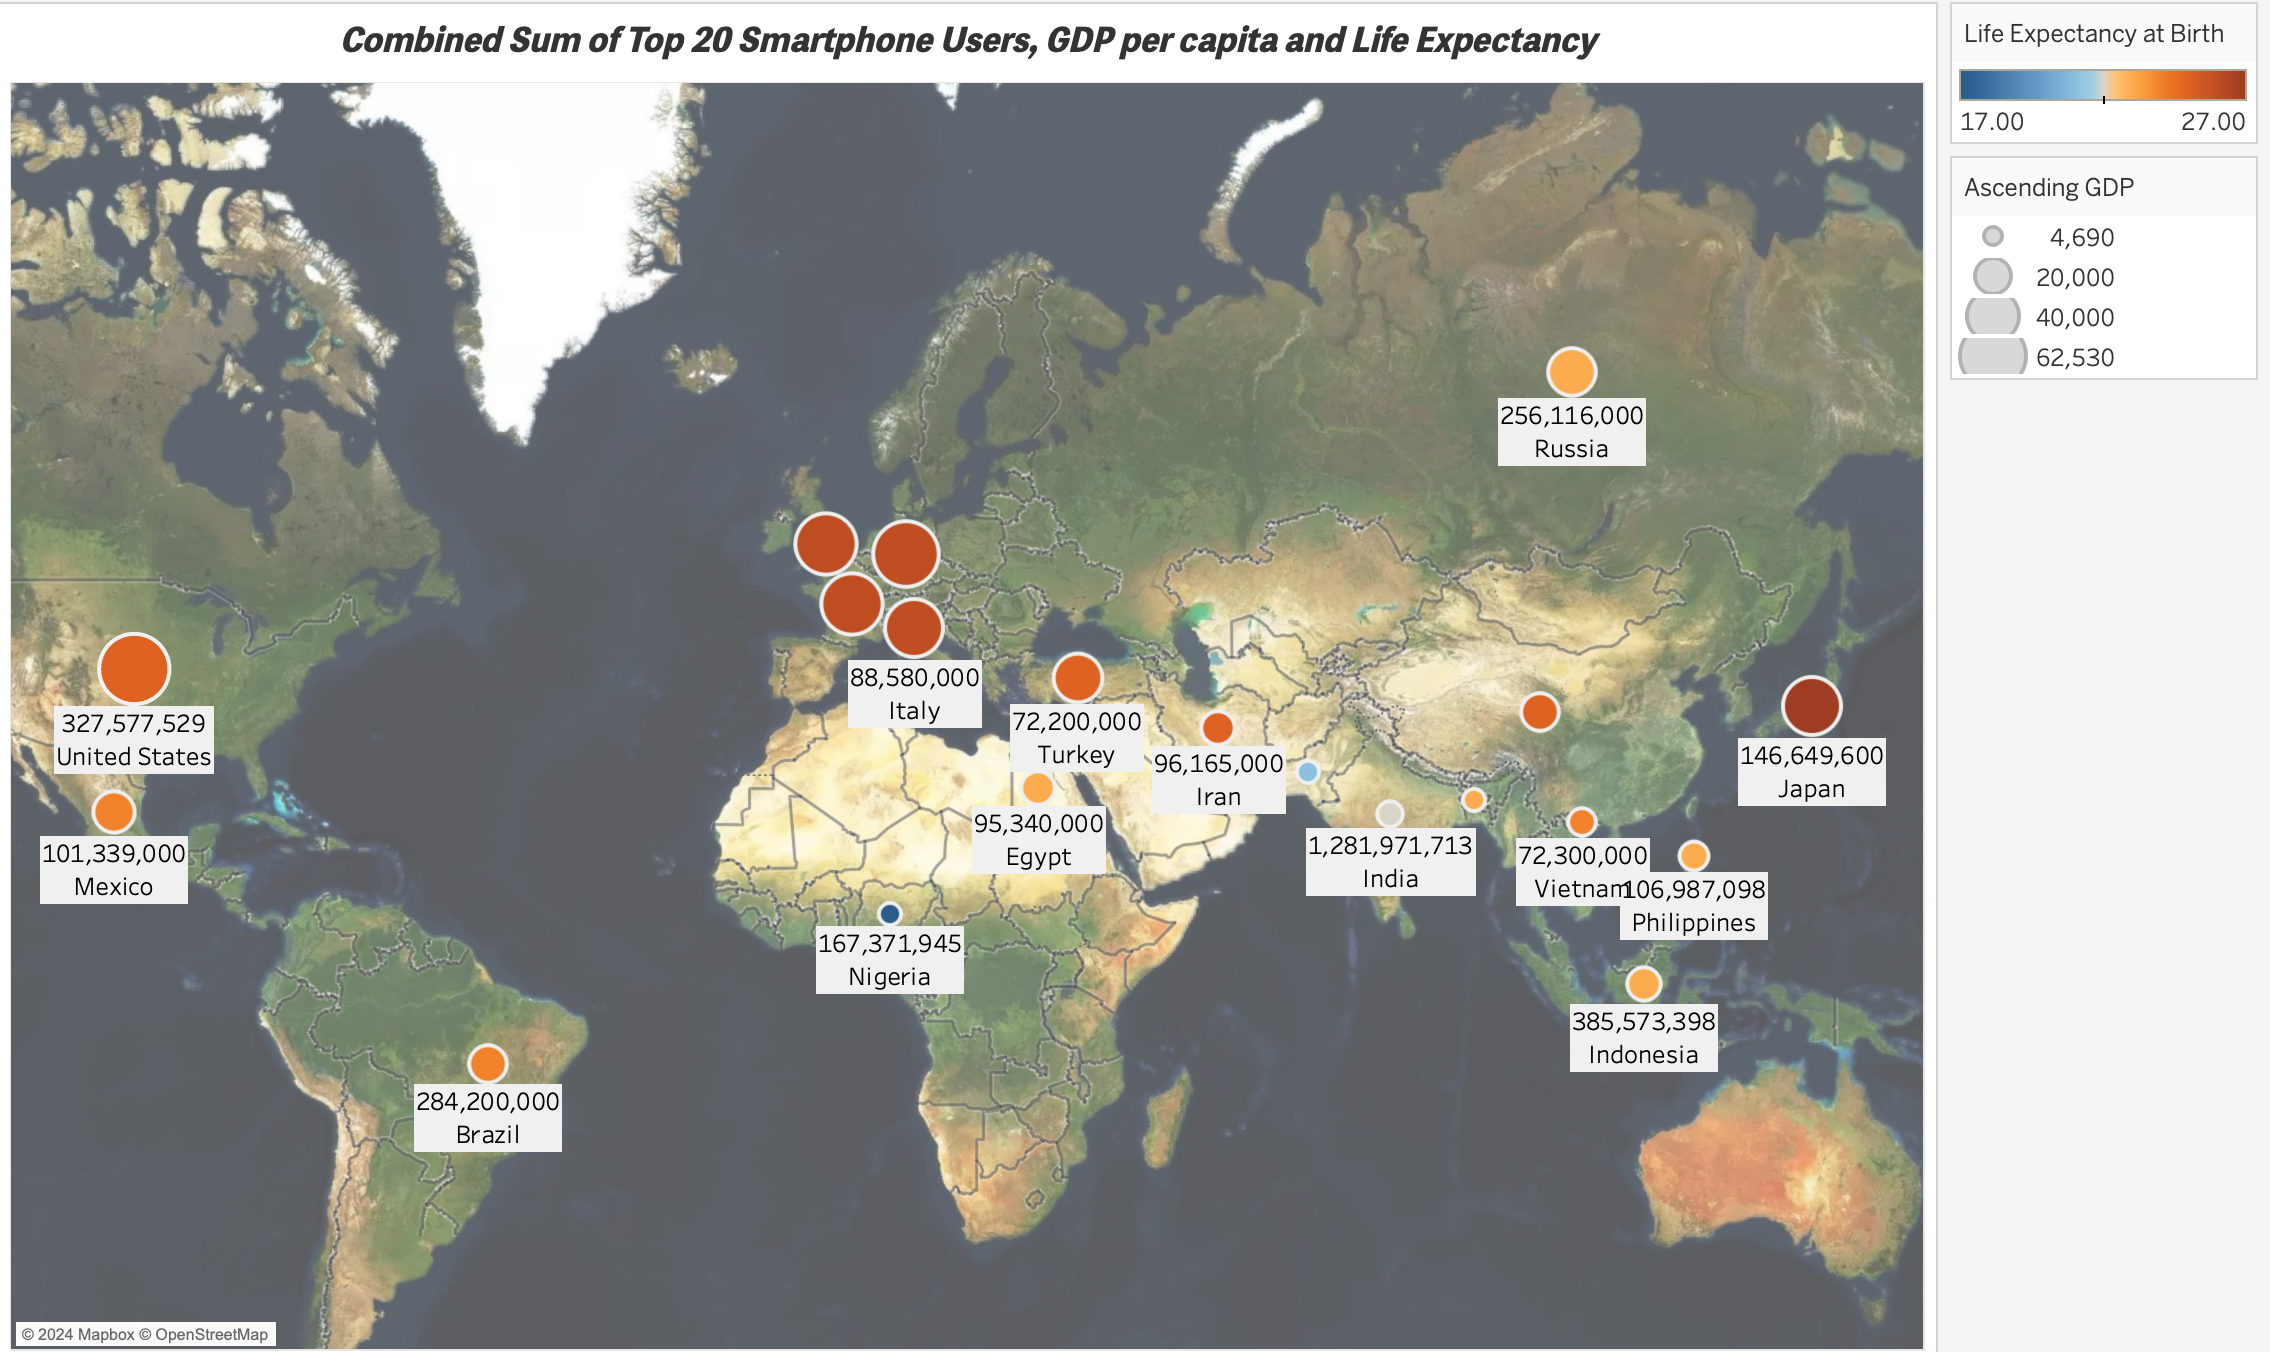 Combined Sum of Top 20 Smartphone Users, GDP per capita and Life Expectancy
Life Expectancy at Birth
17.00 27.00
Ascending GDP
4,690
20,000
40,000
62,530
256,116,000
Russia
88,580,000
Italy
327,577,529
United States
72,200,000
Turkey
96,165,000
Iran
146,649,600
Japan
101,339,000
Mexico
95,340,000
Egypt
1,281,971,713
India
72,300,000
Vietnam
106,987,098
Philippines
167,371,945
Nigeria
385,573,398
Indonesia
284,200,000
Brazil
© 2024 Mapbox © OpenStreetMap